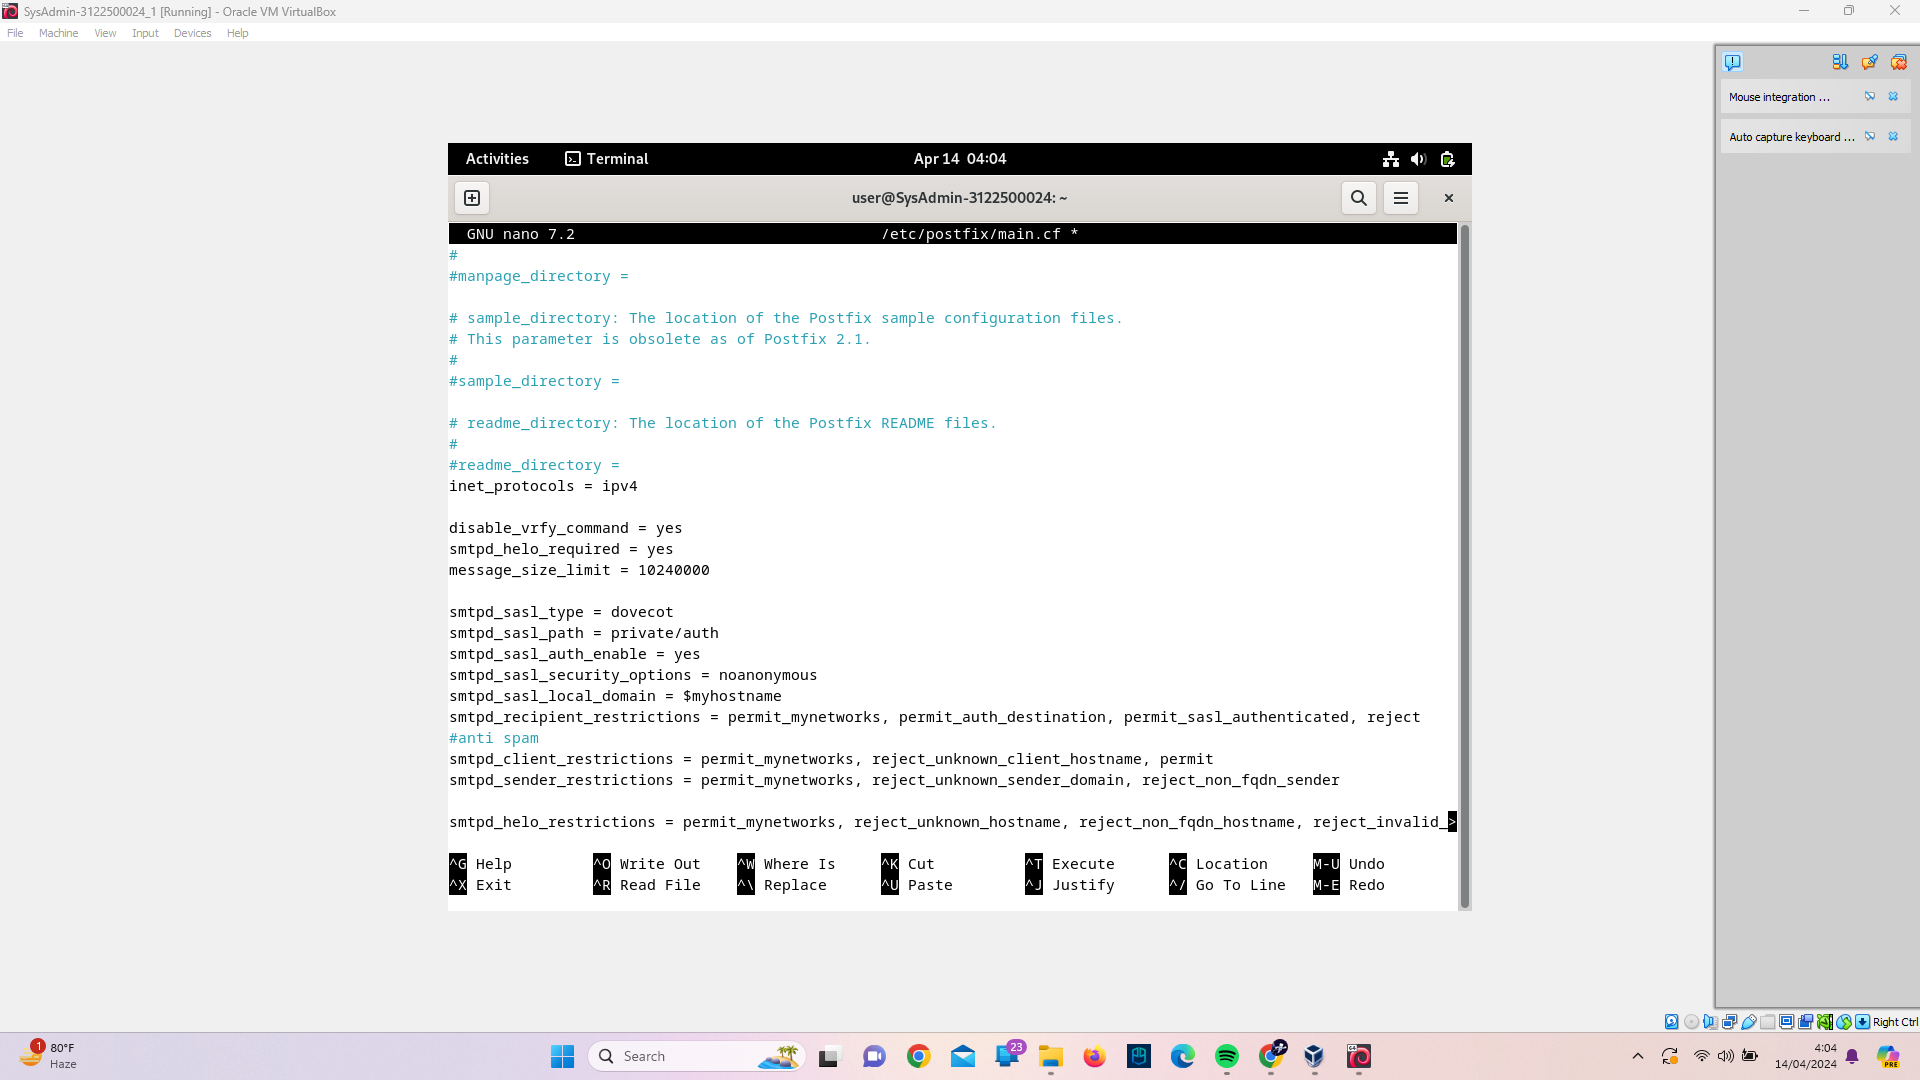 SysAdmin-3122500024_1 [Running] - Oracle VM VirtualBox
File Machine View Input Devices Help
Mouse integration ...
Auto capture keyboard ...
Activities Terminal Apr 14 04:04
user@SysAdmin-3122500024: ~
GNU nano 7.2 /etc/postfix/main.cf *
#
#manpage_directory =
# sample_directory: The location of the Postfix sample configuration files.
# This parameter is obsolete as of Postfix 2.1.
#
#sample_directory =
# readme_directory: The location of the Postfix README files.
#
#readme_directory =
inet_protocols = ipv4
disable_vrfy_command = yes
smtpd_helo_required = yes
message_size_limit = 10240000
smtpd_sasl_type = dovecot
smtpd_sasl_path = private/auth
smtpd_sasl_auth_enable = yes
smtpd_sasl_security_options = noanonymous
smtpd_sasl_local_domain = $myhostname
smtpd_recipient_restrictions = permit_mynetworks, permit_auth_destination, permit_sasl_authenticated, reject
#anti spam
smtpd_client_restrictions = permit_mynetworks, reject_unknown_client_hostname, permit
smtpd_sender_restrictions = permit_mynetworks, reject_unknown_sender_domain, reject_non_fqdn_sender
smtpd_helo_restrictions = permit_mynetworks, reject_unknown_hostname, reject_non_fqdn_hostname, reject_invalid_>
^G Help ^O Write Out ^W Where Is ^K Cut ^T Execute ^C Location M-U Undo
^X Exit ^R Read File ^\ Replace ^U Paste ^J Justify ^/ Go To Line M-E Redo
Right Ctrl
1
80°F
Haze
Search
23
4:04
14/04/2024
PRE